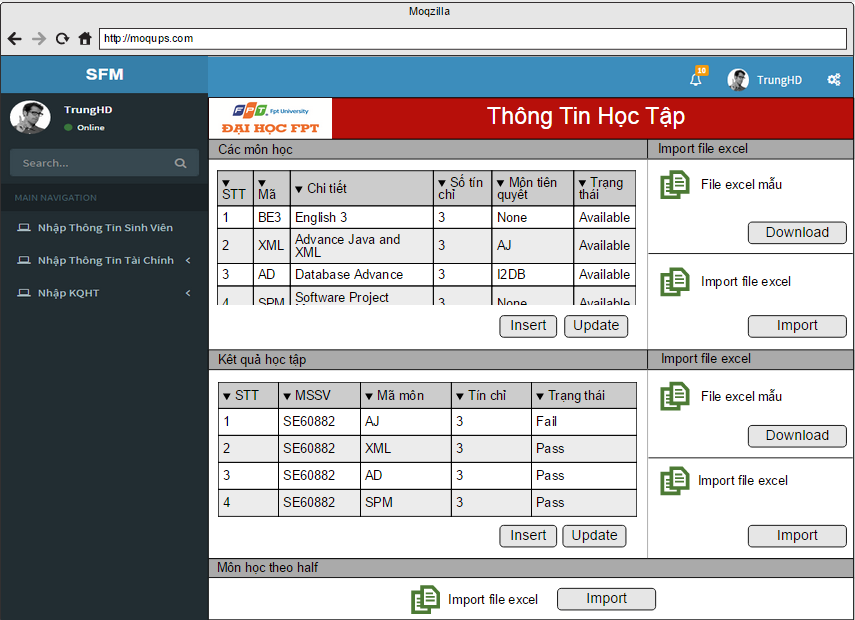 Moqzilla
http://moqups.com
SFM
10
TrungHD
TrungHD
Online
Search...
MAIN NAVIGATION
Nhập Thông Tin Sinh Viên
Nhập Thông Tin Tài Chính
Nhập KQHT
FPT. Fpt University
ĐẠI HỌC FPT
Thông Tin Học Tập
Các môn học
Import file excel
▼ STT ▼ Mã ▼ Chi tiết ▼ Số tín chỉ ▼ Môn tiên quyết ▼ Trạng thái
1 BE3 English 3 3 None Available
2 XML Advance Java and XML 3 AJ Available
3 AD Database Advance 3 I2DB Available
4 SPM Software Project 3 None Available
Insert Update
File excel mẫu
Download
Import file excel
Import
Kêt quả học tập
Import file excel
▼ STT ▼ MSSV ▼ Mã môn ▼ Tín chỉ ▼ Trạng thái
1 SE60882 AJ 3 Fail
2 SE60882 XML 3 Pass
3 SE60882 AD 3 Pass
4 SE60882 SPM 3 Pass
Insert Update
File excel mẫu
Download
Import file excel
Import
Môn học theo half
Import file excel Import